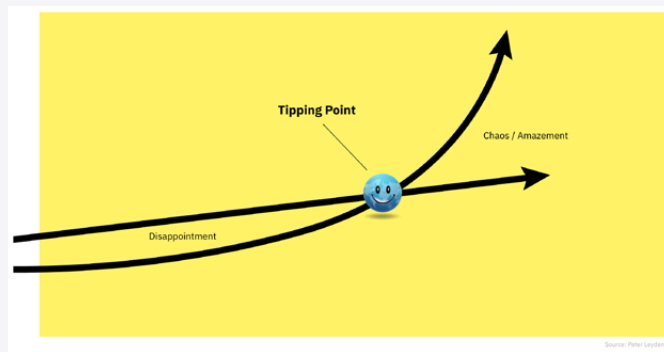 Tipping Point
Chaos / Amazement
Disappointment
Source: Peter Leyden